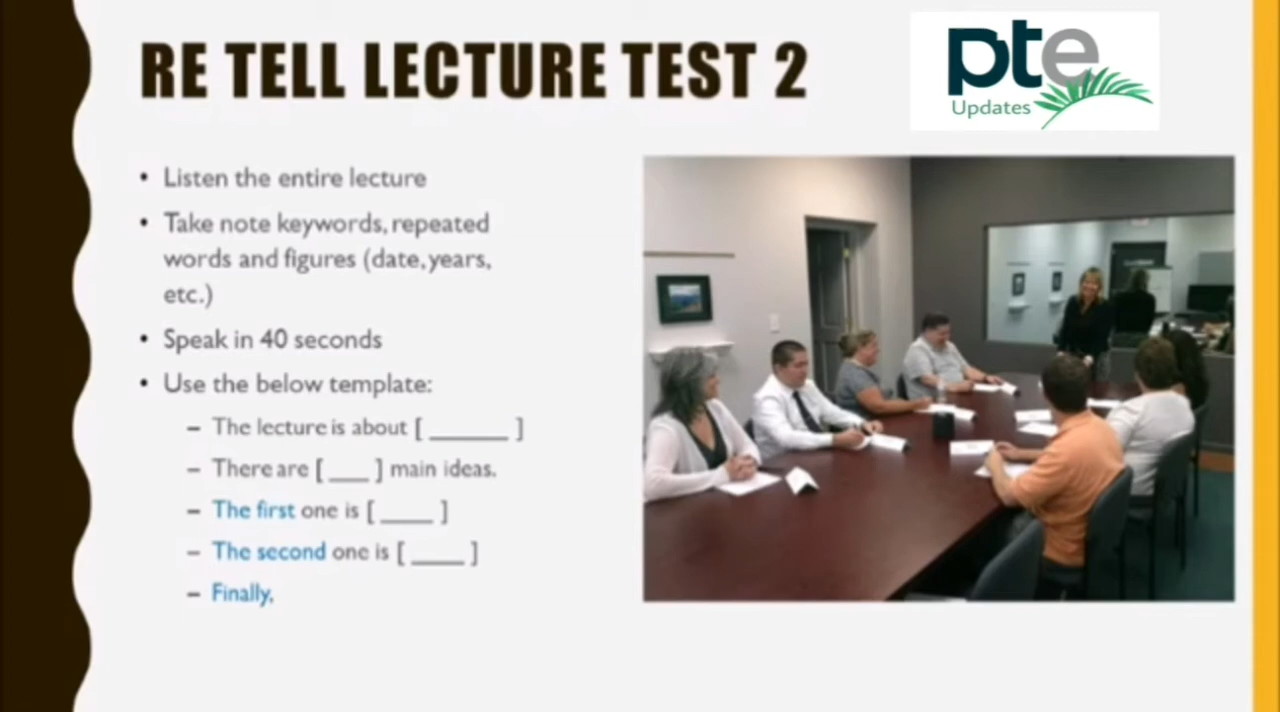 RE TELL LECTURE TEST 2
pte
Updates
• Listen the entire lecture
• Take note keywords, repeated
words and figures (date, years,
etc.)
• Speak in 40 seconds
• Use the below template:
– The lecture is about [ ______ ]
– There are [ ___ ] main ideas.
– The first one is [ ____ ]
– The second one is [ ____ ]
– Finally,